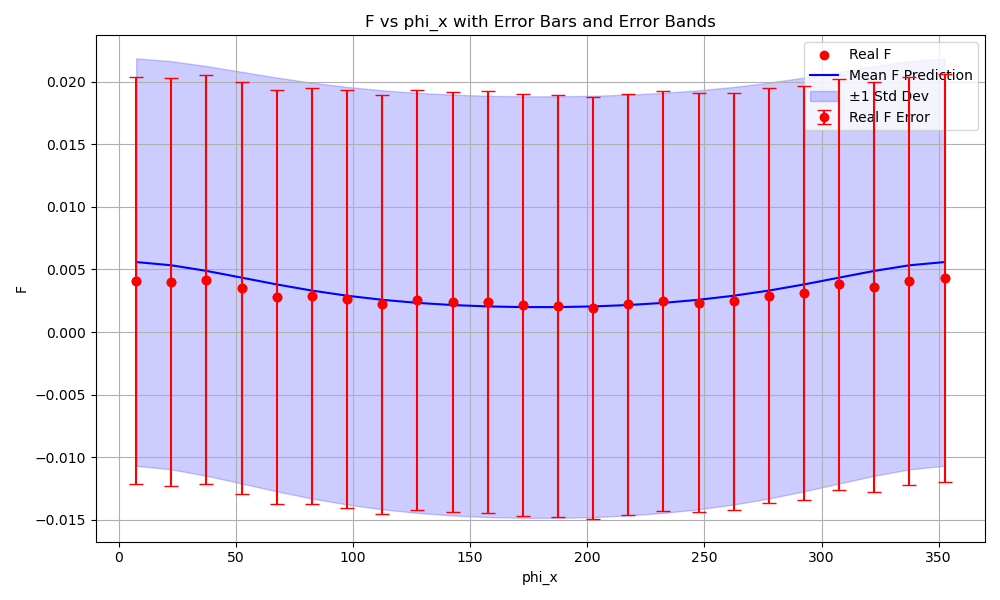 F vs phi_x with Error Bars and Error Bands
Real F
Mean F Prediction
±1 Std Dev
Real F Error
0.020
0.015
0.010
0.005
0.000
−0.005
−0.010
−0.015
F
0 50 100 150 200 250 300 350
phi_x